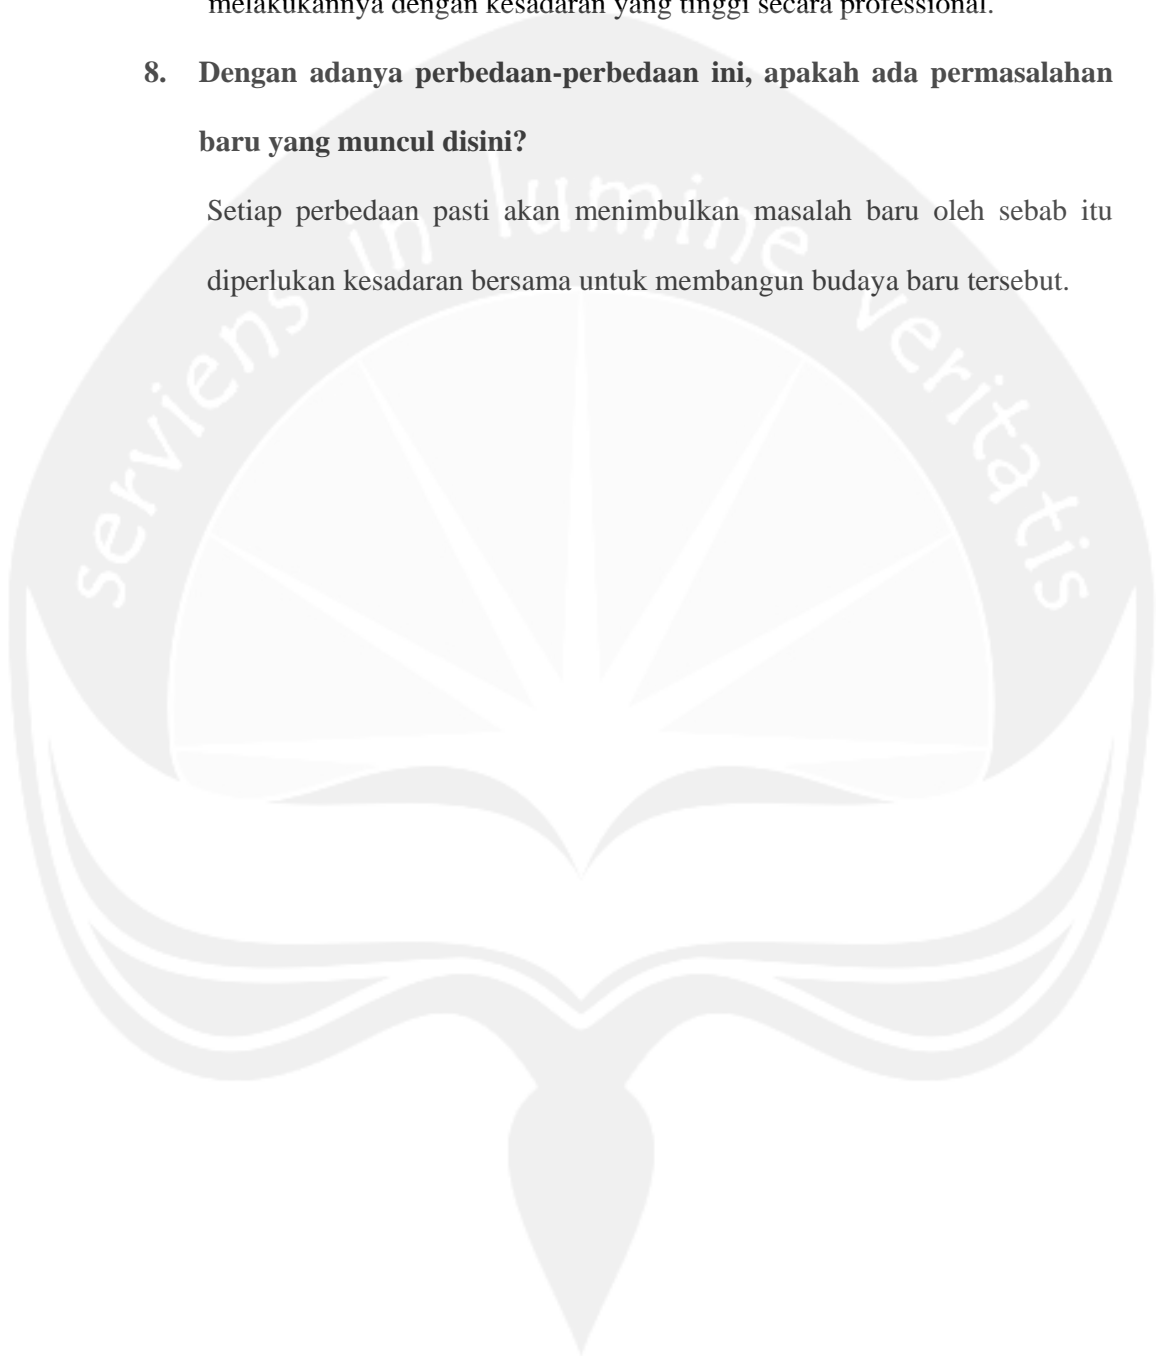 melakukannya dengan kesadaran yang tinggi secara professional.
8. Dengan adanya perbedaan-perbedaan ini, apakah ada permasalahan
baru yang muncul disini?
Setiap perbedaan pasti akan menimbulkan masalah baru oleh sebab itu
diperlukan kesadaran bersama untuk membangun budaya baru tersebut.
serviens in lumine veritatis